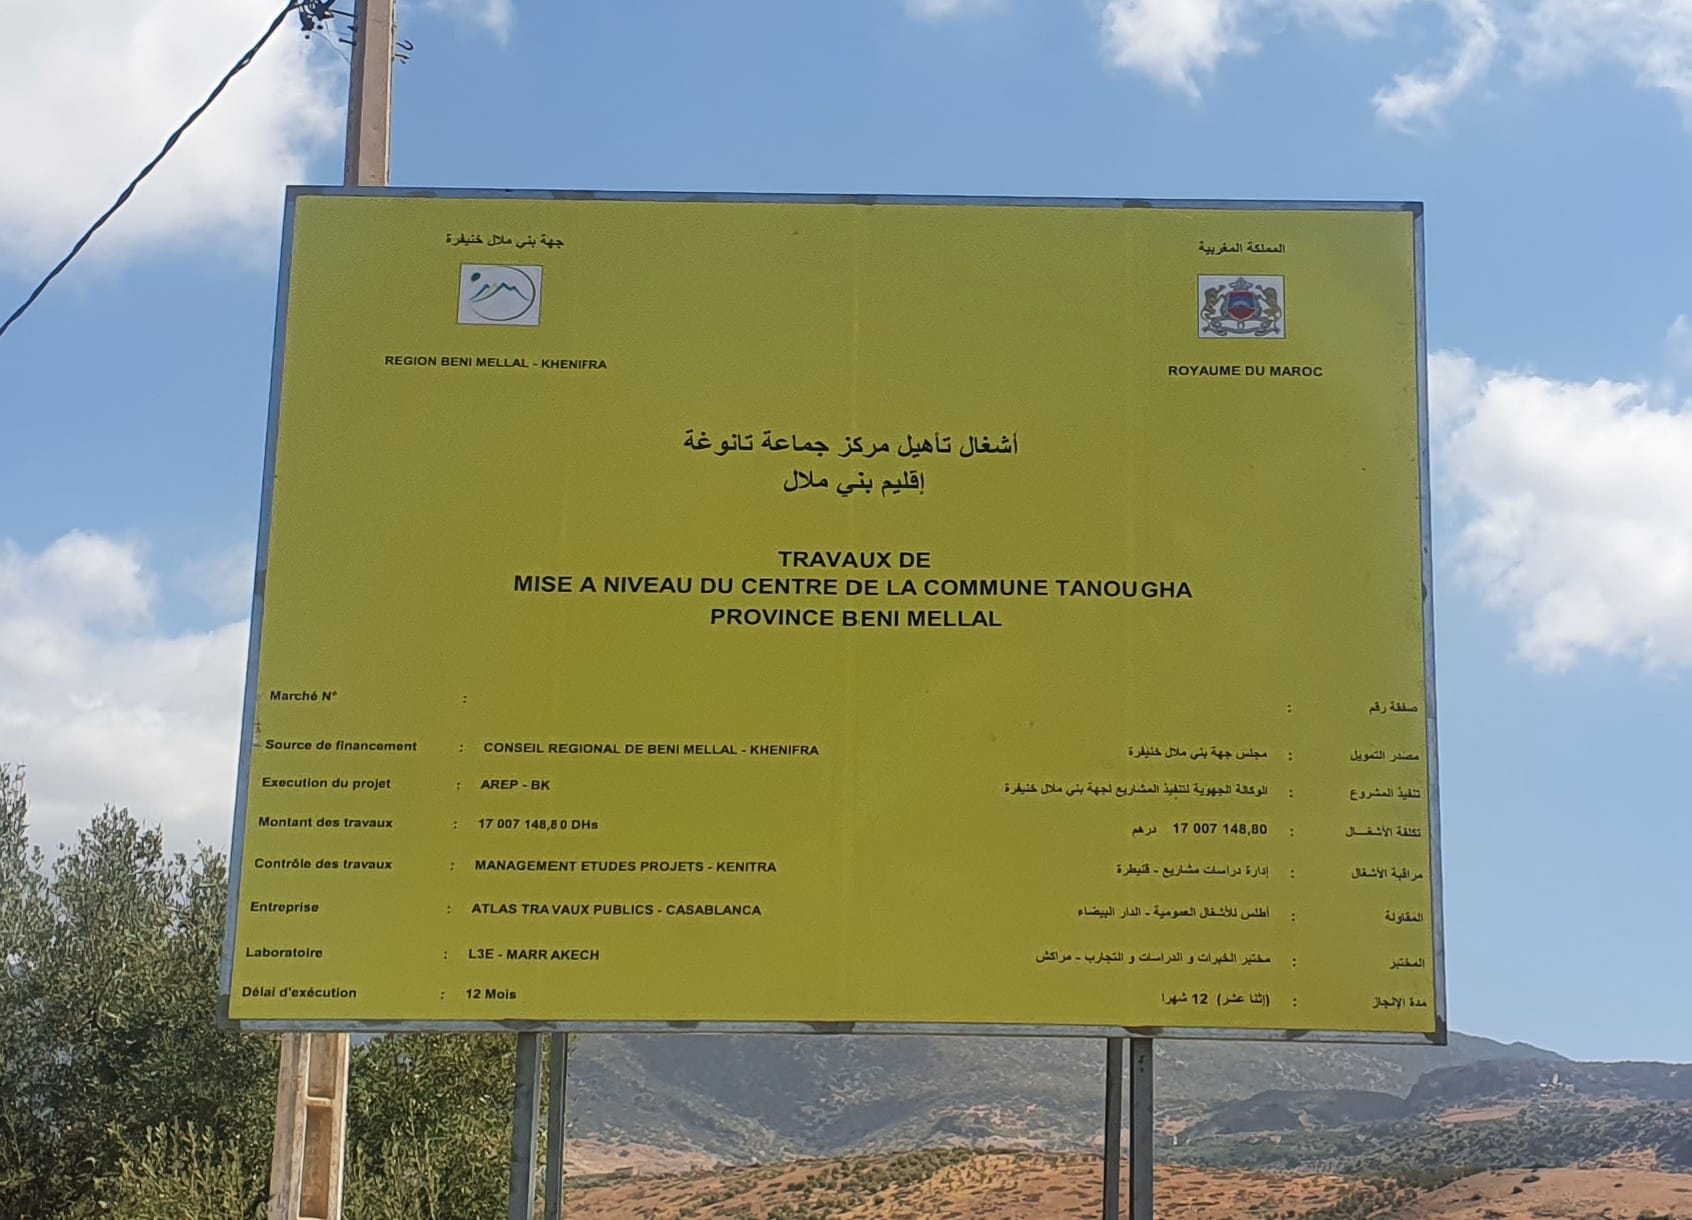 جهة بني ملال خنيفرة
REGION BENI MELLAL - KHENIFRA
المملكة المغربية
ROYAUME DU MAROC
أشغال تأهيل مركز جماعة تانوغة
إقليم بني ملال
TRAVAUX DE
MISE A NIVEAU DU CENTRE DE LA COMMUNE TANOUGHA
PROVINCE BENI MELLAL
Marché N° :
صفقة رقم :
Source de financement : CONSEIL REGIONAL DE BENI MELLAL - KHENIFRA
مصدر التمويل : مجلس جهة بني ملال خنيفرة
Execution du projet : AREP - BK
تنفيذ المشروع : الوكالة الجهوية لتنفيذ المشاريع لجهة بني ملال خنيفرة
Montant des travaux : 17 007 148,80 DHs
تكلفة الأشغـــال : 17 007 148,80 درهم
Contrôle des travaux : MANAGEMENT ETUDES PROJETS - KENITRA
مراقبة الأشغال : إدارة دراسات مشاريع - قنيطرة
Entreprise : ATLAS TRAVAUX PUBLICS - CASABLANCA
المقاولة : أطلس للأشغال العمومية - الدار البيضاء
Laboratoire : L3E - MARRAKECH
المختبر : مختبر الخبرات و الدراسات و التجارب - مراكش
Délai d'exécution : 12 Mois
مدة الإنجاز : (إثنا عشر) 12 شهرا